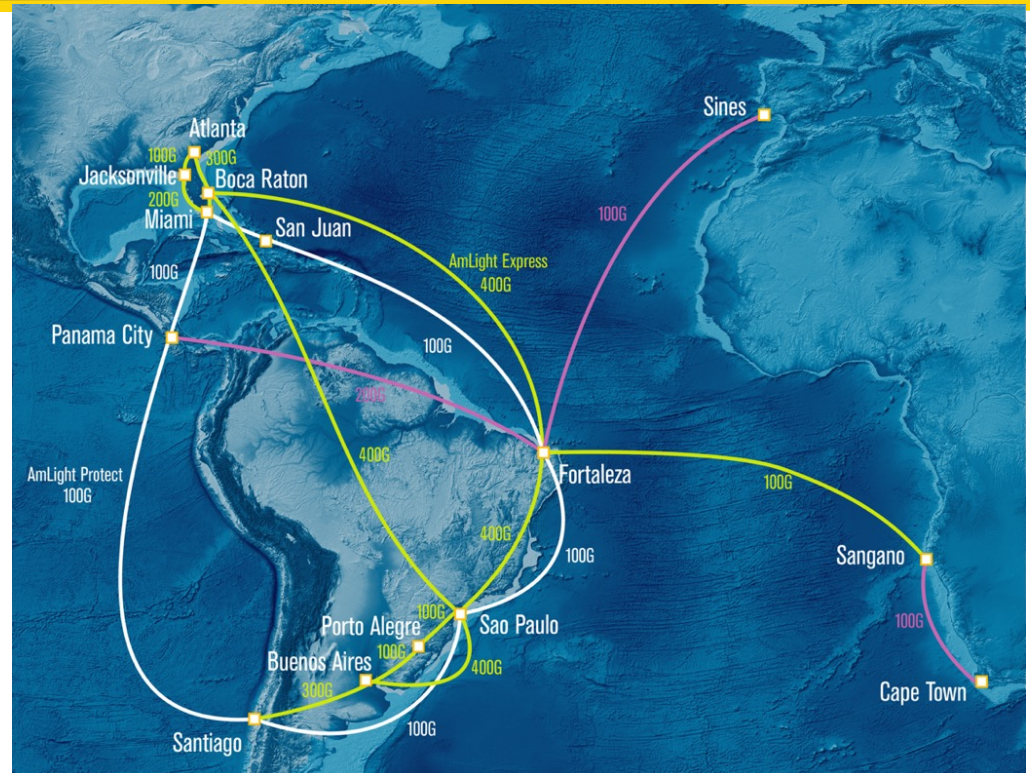 Sines
Atlanta
100G
300G
Jacksonville
Boca Raton
200G
Miami
San Juan
100G
AmLight Express
400G
100G
Panama City
100G
200G
400G
AmLight Protect
100G
Fortaleza
100G
400G
100G
Sangano
100G
100G
Sao Paulo
Porto Alegre
100G
Buenos Aires
400G
300G
Cape Town
100G
Santiago